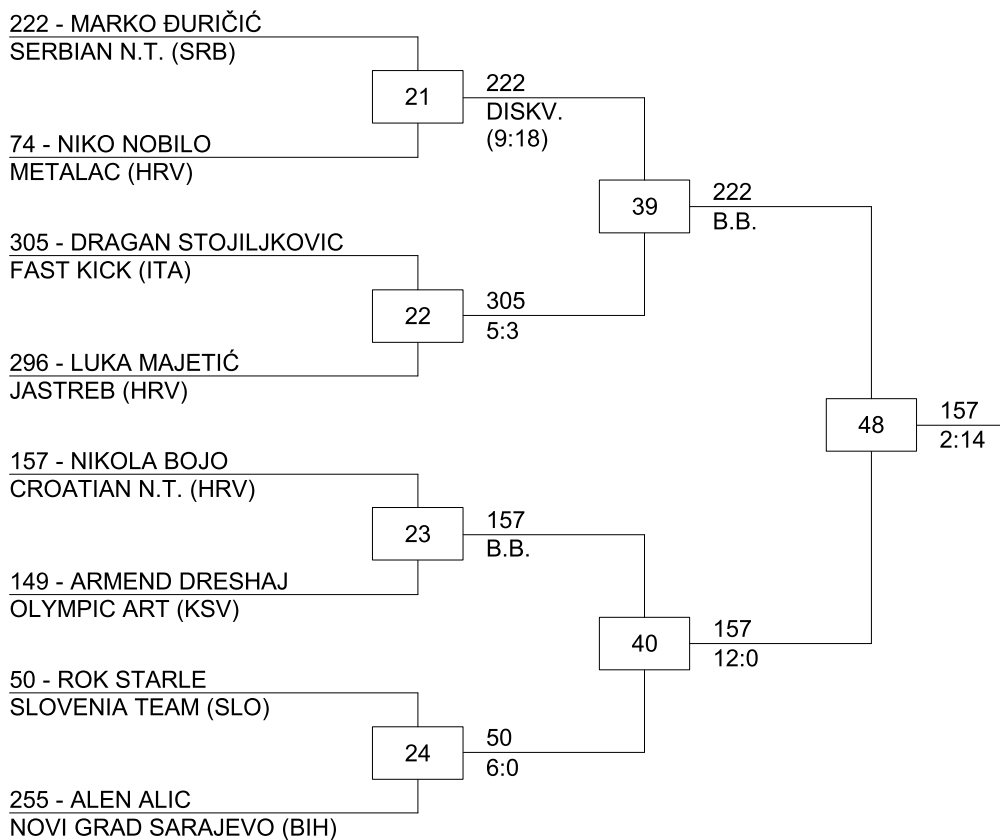 222 - MARKO ĐURIČIĆ
SERBIAN N.T. (SRB)
21
222
DISKV.
(9:18)
74 - NIKO NOBILO
METALAC (HRV)
39
222
B.B.
305 - DRAGAN STOJILJKOVIC
FAST KICK (ITA)
22
305
5:3
296 - LUKA MAJETIĆ
JASTREB (HRV)
48
157
2:14
157 - NIKOLA BOJO
CROATIAN N.T. (HRV)
23
157
B.B.
149 - ARMEND DRESHAJ
OLYMPIC ART (KSV)
40
157
12:0
50 - ROK STARLE
SLOVENIA TEAM (SLO)
24
50
6:0
255 - ALEN ALIC
NOVI GRAD SARAJEVO (BIH)